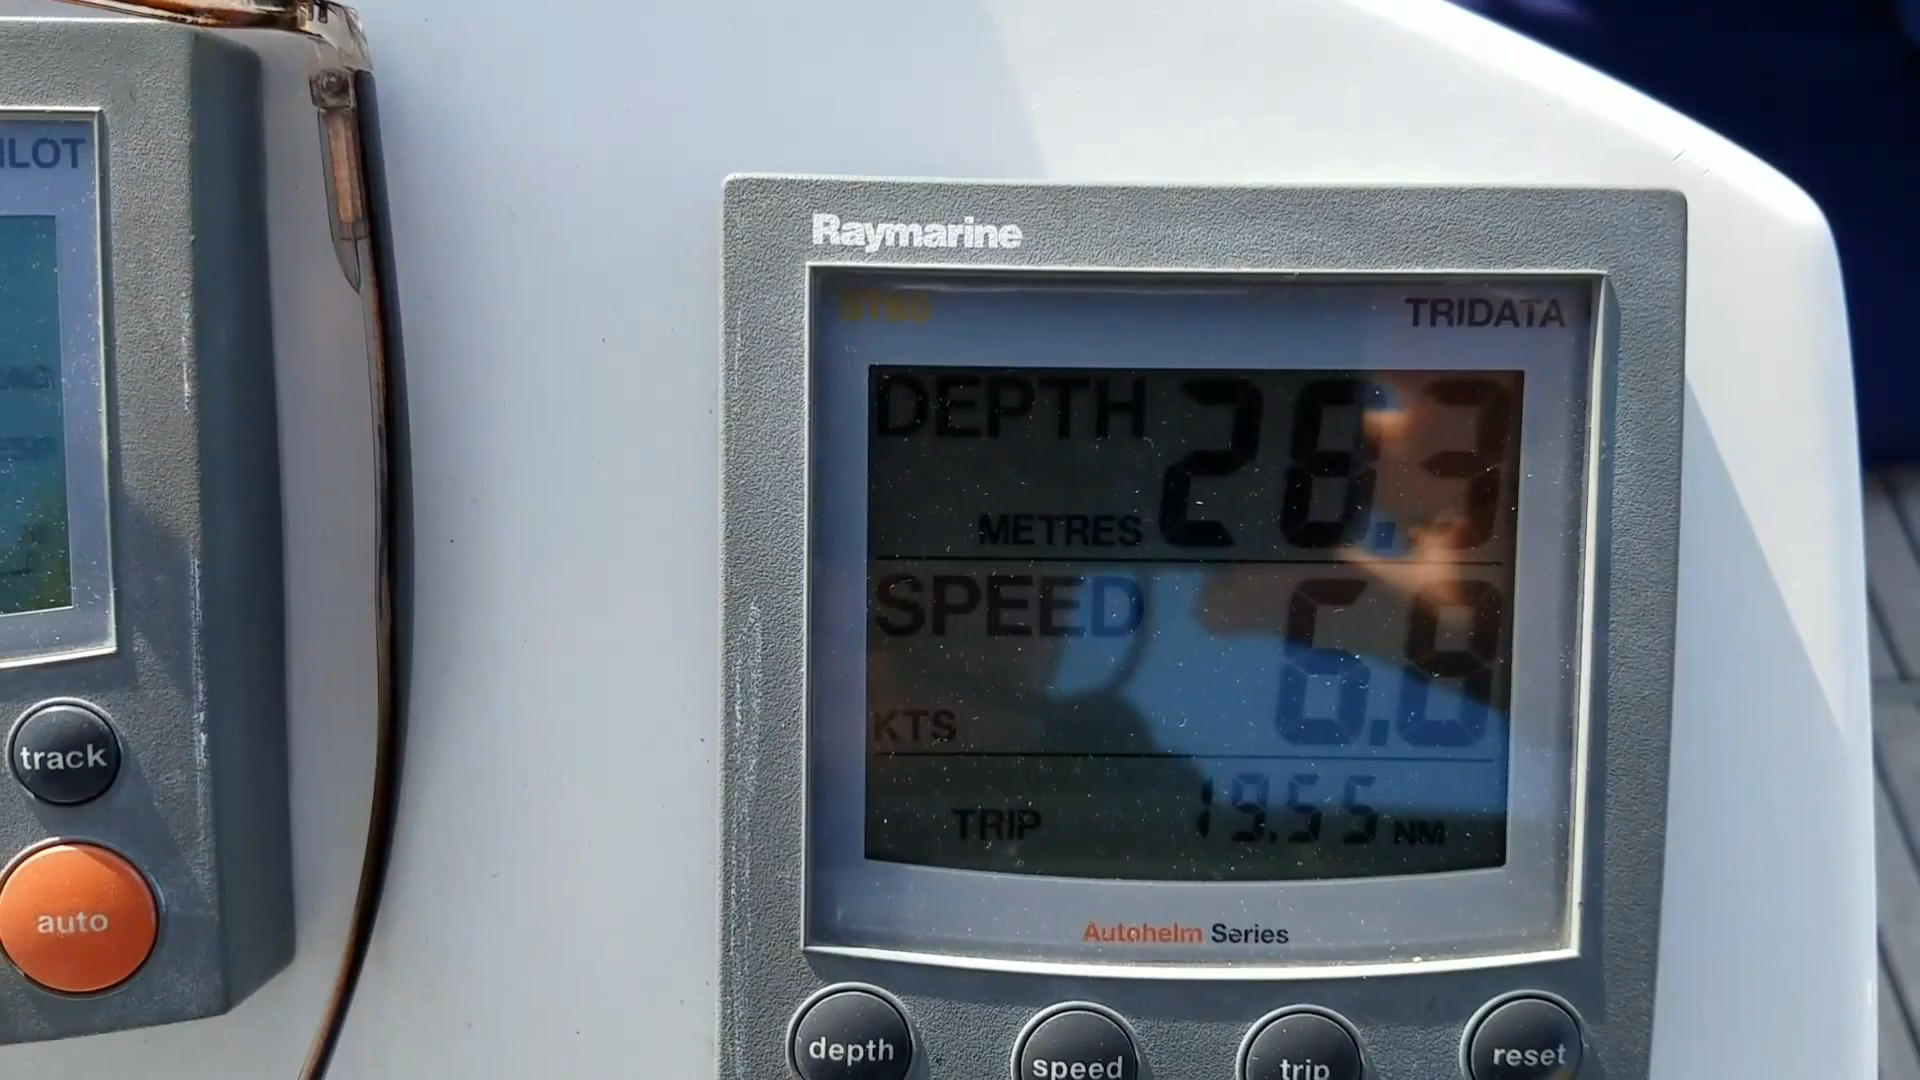 Raymarine
ST60
TRIDATA
DEPTH 26.3
METRES
SPEED 6.8
KTS
TRIP 19.55 NM
Autohelm Series
depth
speed
trip
reset
track
auto